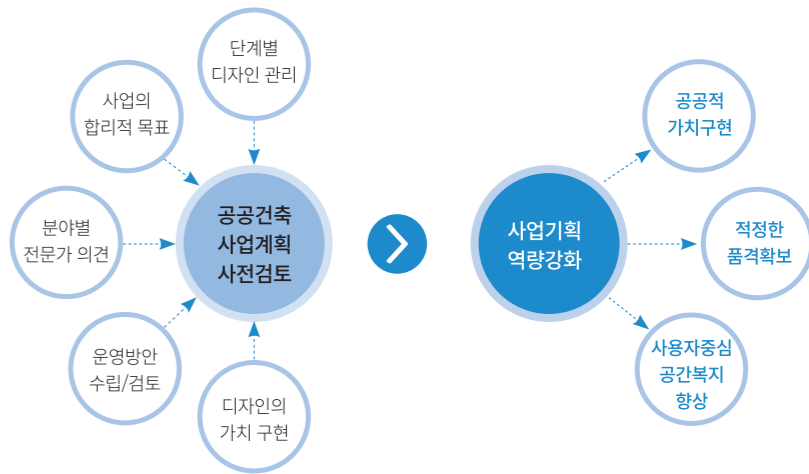 단계별
디자인 관리
사업의
합리적 목표
분야별
전문가 의견
운영방안
수립/검토
디자인의
가치 구현
공공건축
사업계획
사전검토
사업기획
역량강화
공공적
가치구현
적정한
품격확보
사용자중심
공간복지
향상